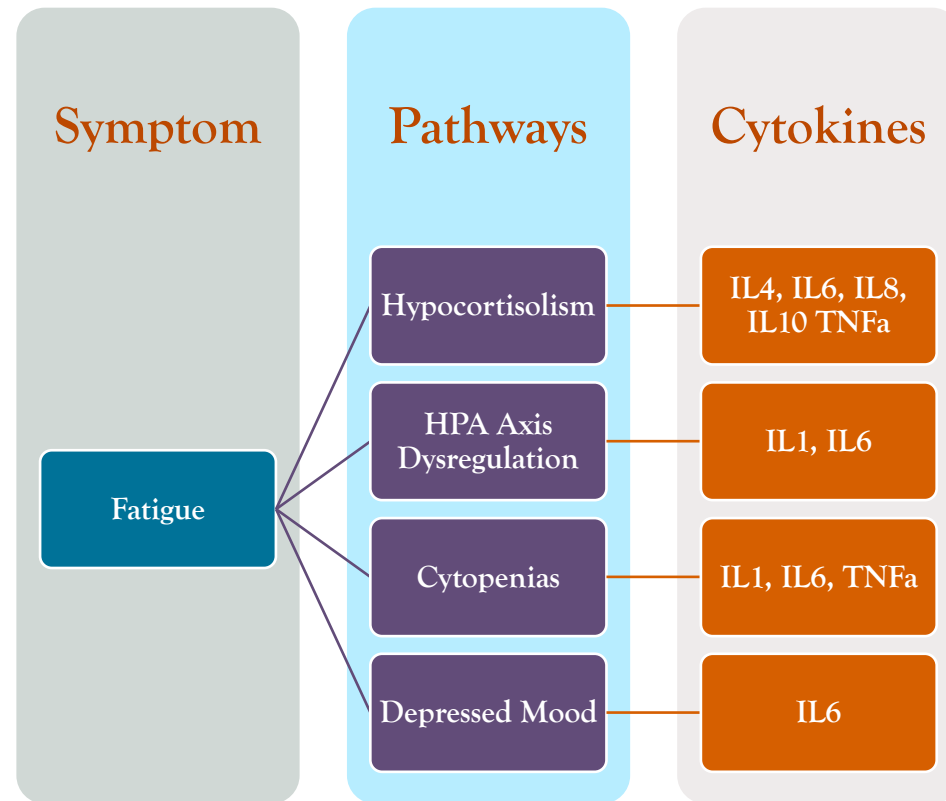 Symptom
Pathways
Cytokines
Hypocortisolism
IL4, IL6, IL8,
IL10 TNFa
HPA Axis
Dysregulation
IL1, IL6
Fatigue
Cytopenias
IL1, IL6, TNFa
Depressed Mood
IL6